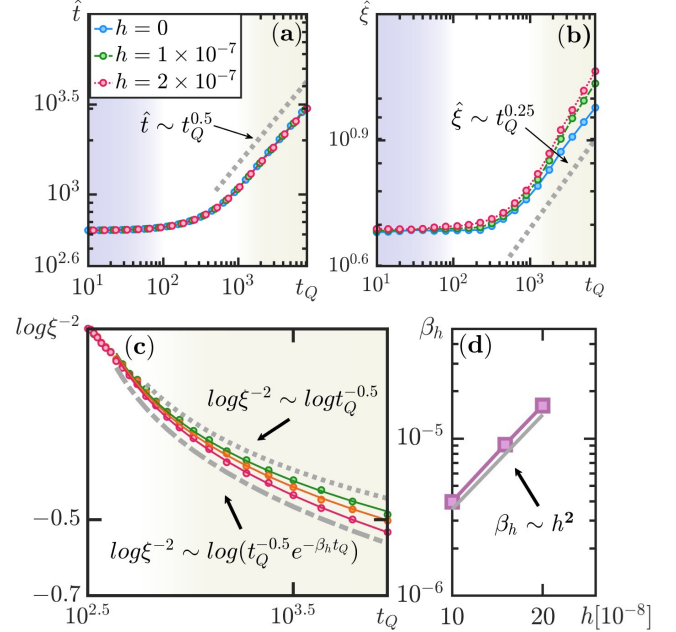 t̂
h = 0
h = 1 × 10⁻⁷
h = 2 × 10⁻⁷
(a)
t̂ ~ t_Q^0.5
10^3.5
10^3
10^2.6
10^1 10^2 10^3 t_Q
ξ̂
(b)
ξ̂ ~ t_Q^0.25
10^0.9
10^0.6
10^1 10^2 10^3 t_Q
logξ⁻²
(c)
logξ⁻² ~ logt_Q^−0.5
logξ⁻² ~ log(t_Q^−0.5 e^−β_h t_Q)
−0.5
−0.7
10^2.5 10^3.5 t_Q
β_h
(d)
10^-5
β_h ~ h²
10^-6
10 20 h[10⁻⁸]